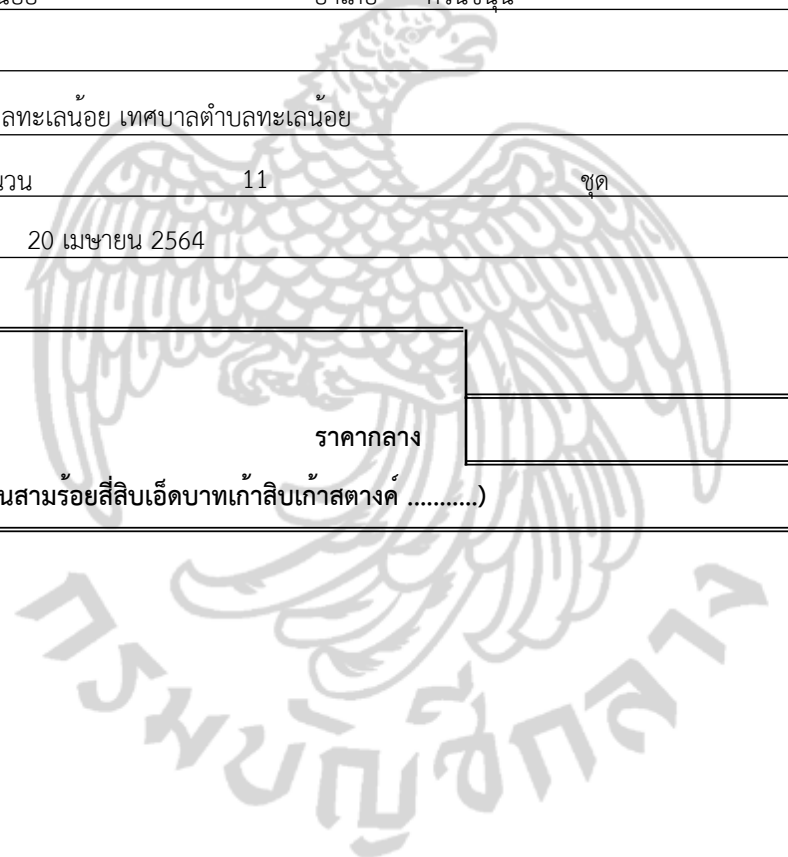 ลทะเลน้อย เทศบาลตำบลทะเลน้อย
11 ชุด
20 เมษายน 2564
ราคากลาง
นสามร้อยสี่สิบเอ็ดบาทเก้าสิบเก้าสตางค์ ...........)
กรมบัญชีกลาง